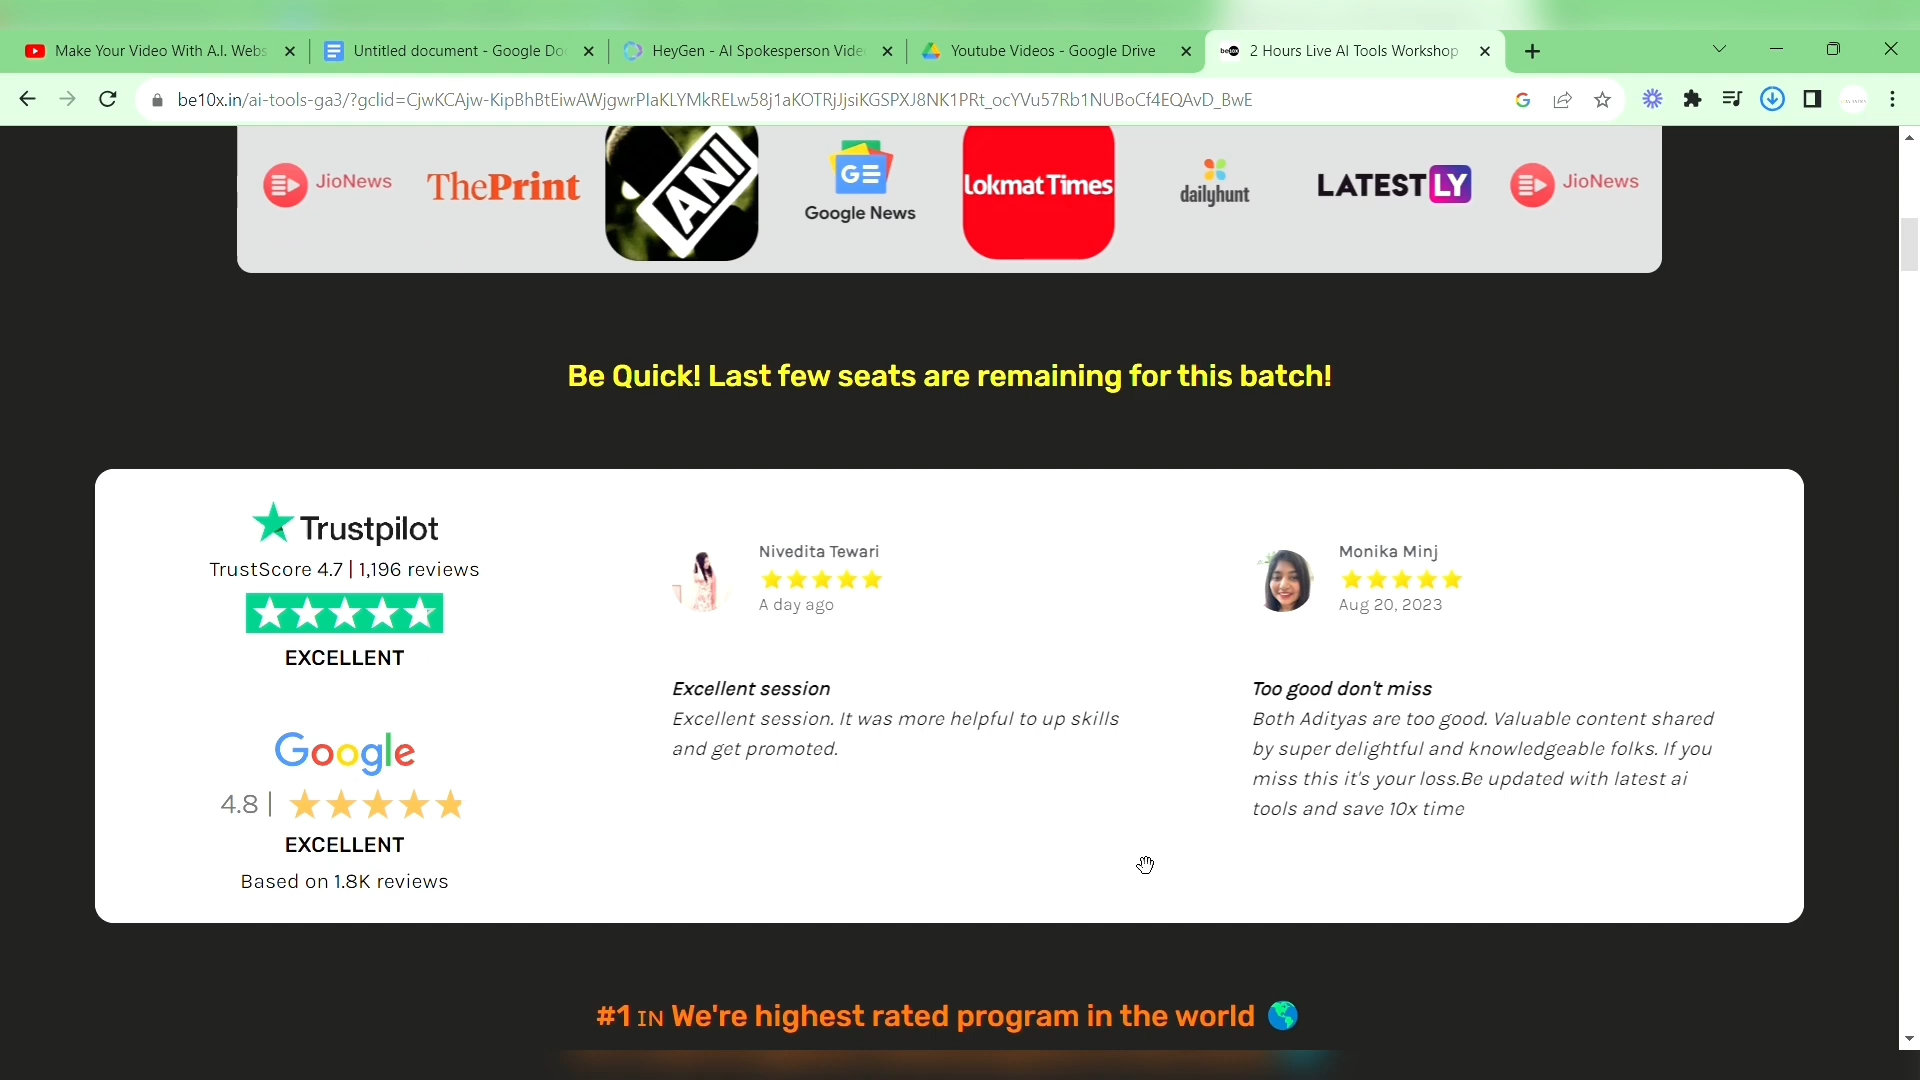 Make Your Video With A.I. Webs
Untitled document - Google Do
HeyGen - AI Spokesperson Vide
Youtube Videos - Google Drive
be10x
2 Hours Live AI Tools Workshop
be10x.in/ai-tools-ga3/?gclid=CjwKCAjw-KipBhBtEiwAWjgwrPlaKLYMkRELw58j1aKOTRjJjsiKGSPXJ8NK1PRt_ocYVu57Rb1NUBoCf4EQAvD_BwE
JioNews
ThePrint
ANI
G
Google News
Lokmat Times
dailyhunt
LATESTLY
JioNews
Be Quick! Last few seats are remaining for this batch!
Trustpilot
TrustScore 4.7 | 1,196 reviews
EXCELLENT
Google
4.8 |
EXCELLENT
Based on 1.8K reviews
Nivedita Tewari
A day ago
Excellent session
Excellent session. It was more helpful to up skills
and get promoted.
Monika Minj
Aug 20, 2023
Too good don't miss
Both Adityas are too good. Valuable content shared
by super delightful and knowledgeable folks. If you
miss this it's your loss.Be updated with latest ai
tools and save 10x time
#1 IN We're highest rated program in the world